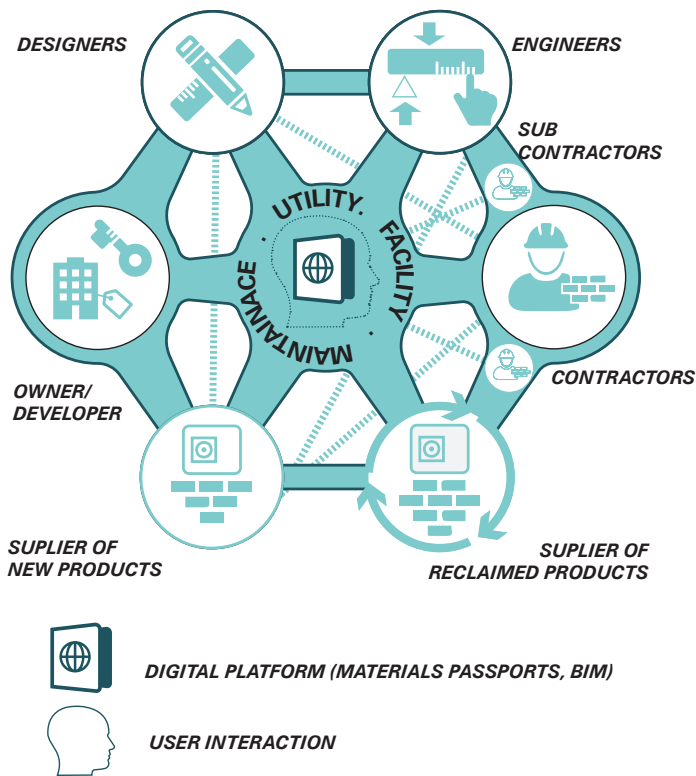 DESIGNERS
ENGINEERS
SUB
CONTRACTORS
UTILITY. FACILITY . MAINTAINACE .
OWNER/
DEVELOPER
CONTRACTORS
SUPLIER OF
NEW PRODUCTS
SUPLIER OF
RECLAIMED PRODUCTS
DIGITAL PLATFORM (MATERIALS PASSPORTS, BIM)
USER INTERACTION